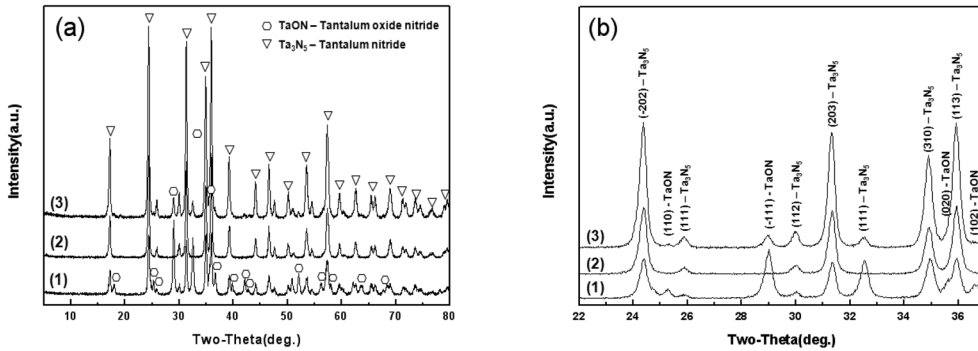 (a)
TaON – Tantalum oxide nitride
Ta₃N₅ – Tantalum nitride
Intensity(a.u.)
(3)
(2)
(1)
10 20 30 40 50 60 70 80
Two-Theta(deg.)
(b)
Intensity(a.u.)
(-202) – Ta₃N₅
(110) - TaON
(111) – Ta₃N₅
(-111) - TaON
(112) – Ta₃N₅
(203) – Ta₃N₅
(111) – Ta₃N₅
(310) – Ta₃N₅
(020) - TaON
(113) – Ta₃N₅
(102) - TaON
(3)
(2)
(1)
22 24 26 28 30 32 34 36
Two-Theta(deg.)